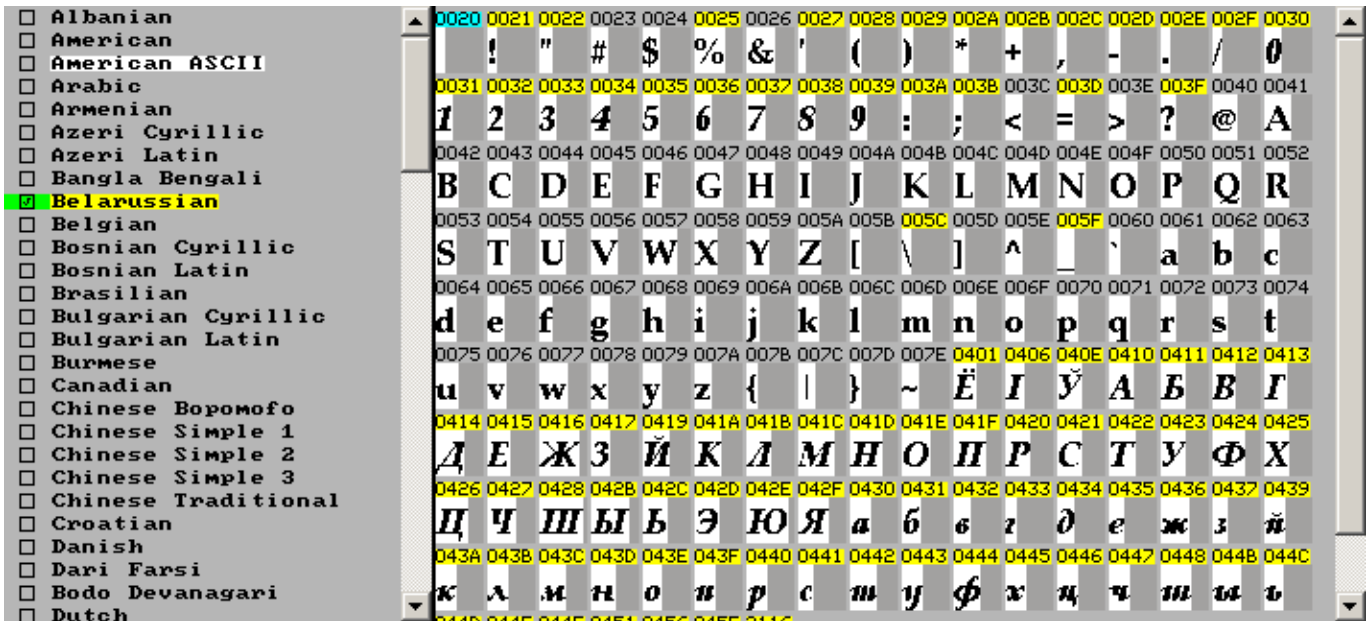 Albanian
American
American ASCII
Arabic
Armenian
Azeri Cyrillic
Azeri Latin
Bangla Bengali
Belarussian
Belgian
Bosnian Cyrillic
Bosnian Latin
Brasilian
Bulgarian Cyrillic
Bulgarian Latin
Burmese
Canadian
Chinese Bopomofo
Chinese Simple 1
Chinese Simple 2
Chinese Simple 3
Chinese Traditional
Croatian
Danish
Dari Farsi
Bodo Devanagari
Dutch
0020 0021 0022 0023 0024 0025 0026 0027 0028 0029 002A 002B 002C 002D 002E 002F 0030
! " # $ % & ' ( ) * + , - . / 0
0031 0032 0033 0034 0035 0036 0037 0038 0039 003A 003B 003C 003D 003E 003F 0040 0041
1 2 3 4 5 6 7 8 9 : ; < = > ? @ A
0042 0043 0044 0045 0046 0047 0048 0049 004A 004B 004C 004D 004E 004F 0050 0051 0052
B C D E F G H I J K L M N O P Q R
0053 0054 0055 0056 0057 0058 0059 005A 005B 005C 005D 005E 005F 0060 0061 0062 0063
S T U V W X Y Z [ \ ] ^ _ ` a b c
0064 0065 0066 0067 0068 0069 006A 006B 006C 006D 006E 006F 0070 0071 0072 0073 0074
d e f g h i j k l m n o p q r s t
0075 0076 0077 0078 0079 007A 007B 007C 007D 007E 0401 0406 040E 0410 0411 0412 0413
u v w x y z { | } ~ Ё І Ў А Б В Г
0414 0415 0416 0417 0419 041A 041B 041C 041D 041E 041F 0420 0421 0422 0423 0424 0425
Д Е Ж З Й К Л М Н О П Р С Т У Ф Х
0426 0427 0428 042B 042C 042D 042E 042F 0430 0431 0432 0433 0434 0435 0436 0437 0439
Ц Ч Ш Ы Ь Э Ю Я а б в г д е ж з й
043A 043B 043C 043D 043E 043F 0440 0441 0442 0443 0444 0445 0446 0447 0448 044B 044C
к л м н о п р с т у ф х ц ч ш ы ь